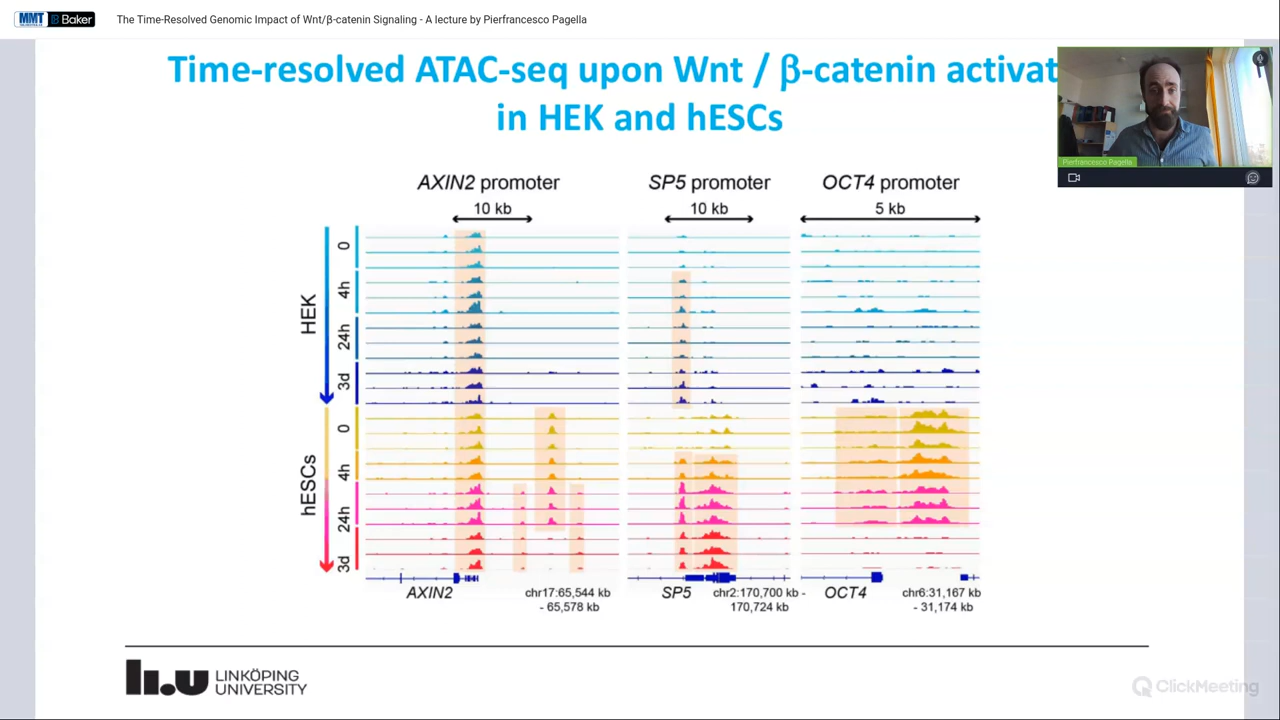 MMT
Baker
The Time-Resolved Genomic Impact of Wnt/β-catenin Signaling - A lecture by Pierfrancesco Pagella
Time-resolved ATAC-seq upon Wnt / β-catenin activat
in HEK and hESCs
Pierfrancesco Pagella
AXIN2 promoter
SP5 promoter
OCT4 promoter
10 kb
10 kb
5 kb
HEK
0
4h
24h
3d
hESCs
0
4h
24h
3d
AXIN2
chr17:65,544 kb
- 65,578 kb
SP5
chr2:170,700 kb -
170,724 kb
OCT4
chr6:31,167 kb
- 31,174 kb
li.u LINKÖPING
UNIVERSITY
ClickMeeting